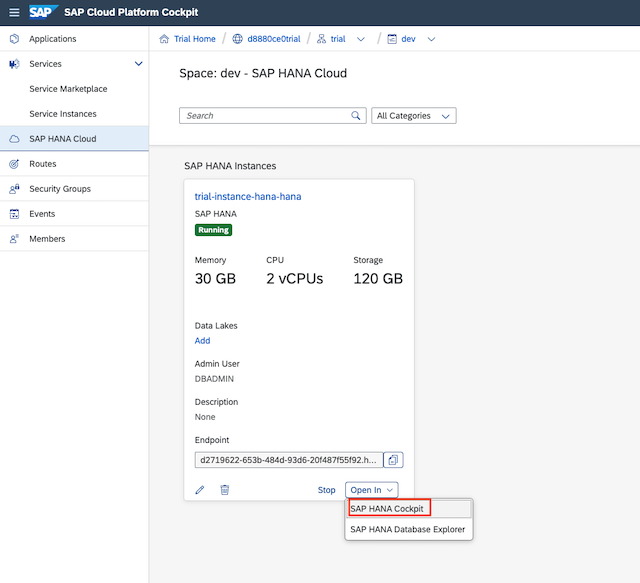 SAP SAP Cloud Platform Cockpit
Applications
Services
Service Marketplace
Service Instances
SAP HANA Cloud
Routes
Security Groups
Events
Members
Trial Home / d8880ce0trial / trial / dev
Space: dev - SAP HANA Cloud
Search
All Categories
SAP HANA Instances
trial-instance-hana-hana
SAP HANA
Running
Memory CPU Storage
30 GB 2 vCPUs 120 GB
Data Lakes
Add
Admin User
DBADMIN
Description
None
Endpoint
d2719622-653b-484d-93d6-20f487f55f92.h...
Stop Open In
SAP HANA Cockpit
SAP HANA Database Explorer